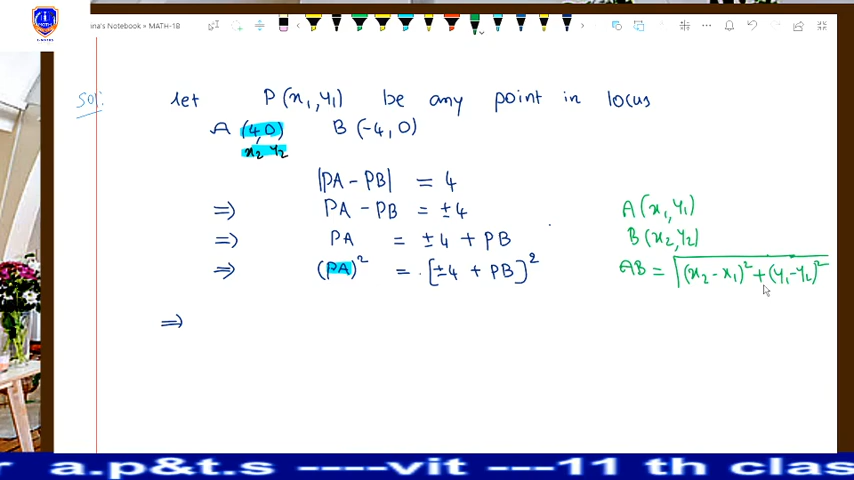 na's Notebook » MATH-1B
Sol:
let P(x₁, y₁) be any point in locus
A (4, 0) B (-4, 0)
x₂ y₂
|PA - PB| = 4
⇒ PA - PB = ±4
⇒ PA = ±4 + PB
⇒ (PA)² = [±4 + PB]²
⇒
A(x₁, y₁)
B(x₂, y₂)
AB = √(x₂ - x₁)² + (y₁ - y₂)²
r a.p&t.s ----vit ---11 th clas